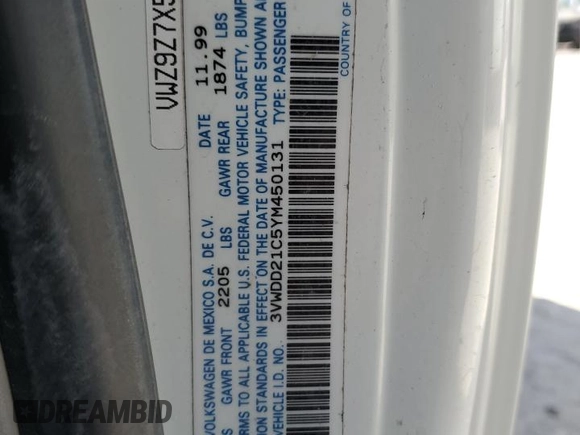 VWZ9Z7X5
VOLKSWAGEN DE MEXICO S.A. DE C.V. DATE 11.99
GAWR FRONT 2205 LBS GAWR REAR 1874 LBS
TO ALL APPLICABLE U.S. FEDERAL MOTOR VEHICLE SAFETY, BUMP
STANDARDS IN EFFECT ON THE DATE OF MANUFACTURE SHOWN
VEHICLE I.D. NO. 3VWDD21C5YM450131 TYPE: PASSENGER
COUNTRY OF
DREAMBID